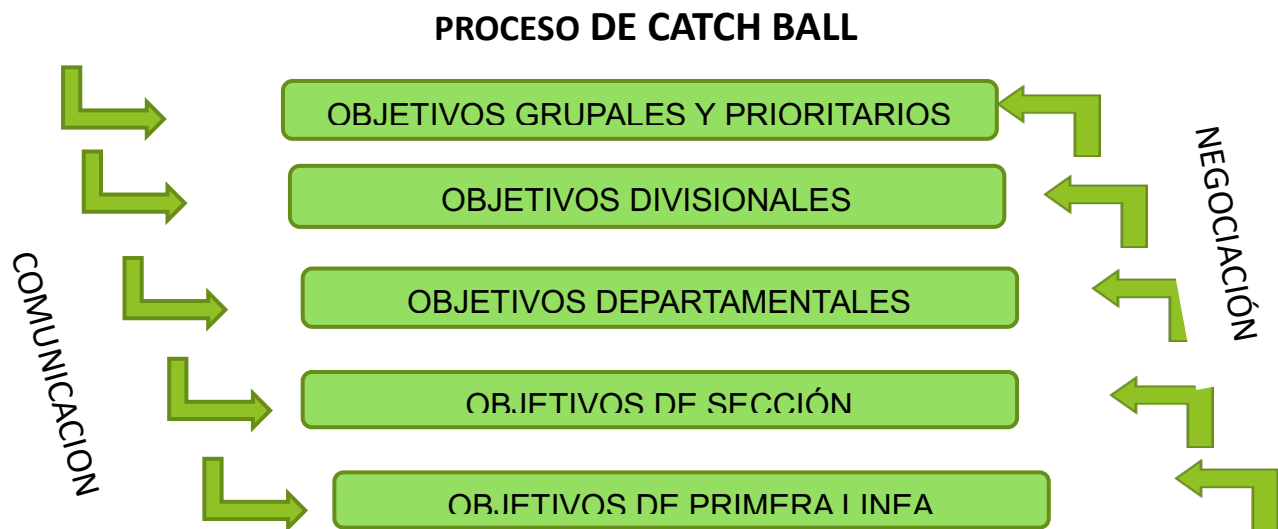 PROCESO DE CATCH BALL
OBJETIVOS GRUPALES Y PRIORITARIOS
OBJETIVOS DIVISIONALES
OBJETIVOS DEPARTAMENTALES
OBJETIVOS DE SECCIÓN
OBJETIVOS DE PRIMERA LINEA
COMUNICACION
NEGOCIACIÓN